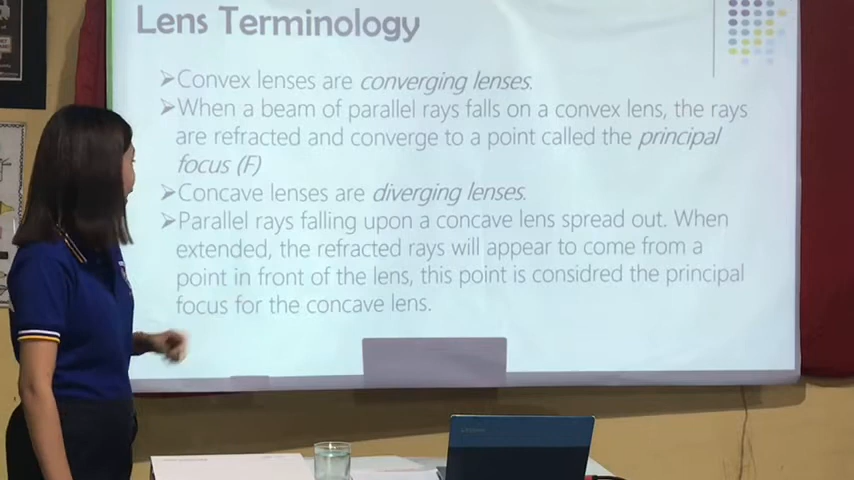 Lens Terminology
➢Convex lenses are converging lenses.
➢When a beam of parallel rays falls on a convex lens, the rays
are refracted and converge to a point called the principal
focus (F)
➢Concave lenses are diverging lenses.
➢Parallel rays falling upon a concave lens spread out. When
extended, the refracted rays will appear to come from a
point in front of the lens, this point is considred the principal
focus for the concave lens.